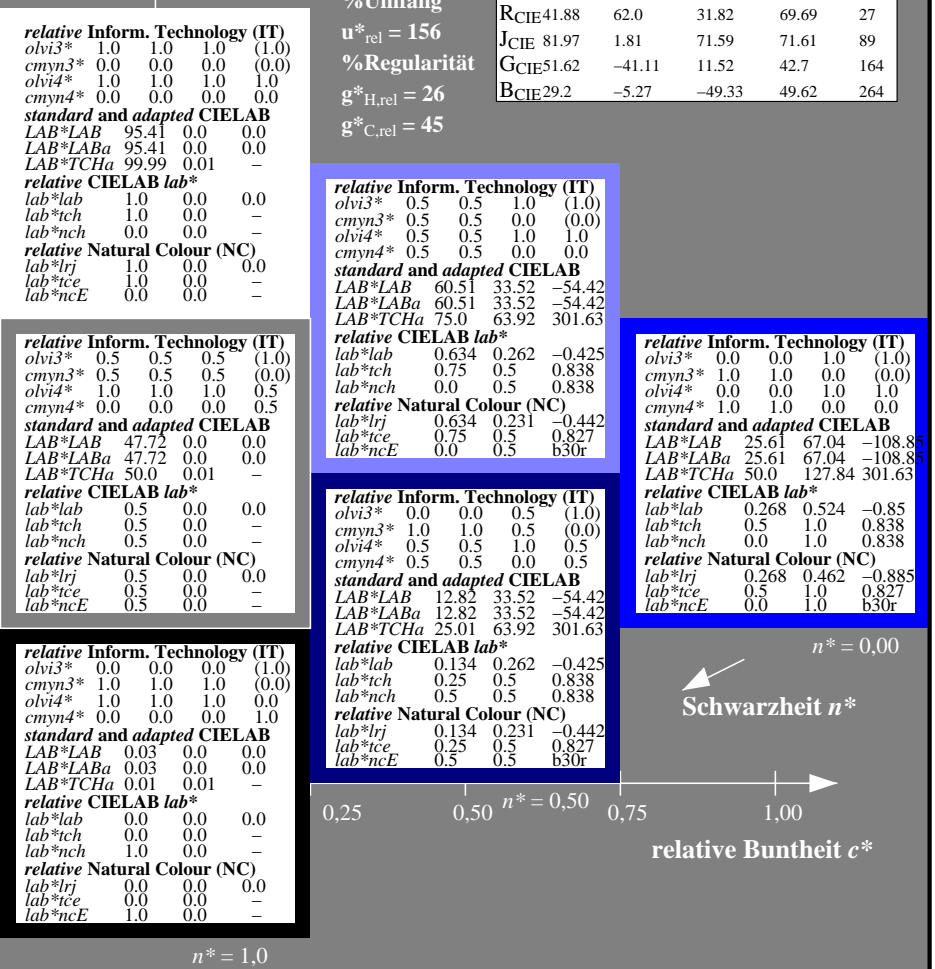 %Umfang
u*rel = 156
%Regularität
g*H,rel = 26
g*C,rel = 45
RCIE 41.88 62.0 31.82 69.69 27
JCIE 81.97 1.81 71.59 71.61 89
GCIE 51.62 −41.11 11.52 42.7 164
BCIE 29.2 −5.27 −49.33 49.62 264
relative Inform. Technology (IT)
olvi3* 1.0 1.0 1.0 (1.0)
cmyn3* 0.0 0.0 0.0 (0.0)
olvi4* 1.0 1.0 1.0 1.0
cmyn4* 0.0 0.0 0.0 0.0
standard and adapted CIELAB
LAB*LAB 95.41 0.0 0.0
LAB*LABa 95.41 0.0 0.0
LAB*TCHa 99.99 0.01 –
relative CIELAB lab*
lab*lab 1.0 0.0 0.0
lab*tch 1.0 0.0 –
lab*nch 0.0 0.0 –
relative Natural Colour (NC)
lab*lrj 1.0 0.0 0.0
lab*tce 1.0 0.0 –
lab*ncE 0.0 0.0 –
relative Inform. Technology (IT)
olvi3* 0.5 0.5 1.0 (1.0)
cmyn3* 0.5 0.5 0.0 (0.0)
olvi4* 0.5 0.5 1.0 1.0
cmyn4* 0.5 0.5 0.0 0.0
standard and adapted CIELAB
LAB*LAB 60.51 33.52 −54.42
LAB*LABa 60.51 33.52 −54.42
LAB*TCHa 75.0 63.92 301.63
relative CIELAB lab*
lab*lab 0.634 0.262 −0.425
lab*tch 0.75 0.5 0.838
lab*nch 0.0 0.5 0.838
relative Natural Colour (NC)
lab*lrj 0.634 0.231 −0.442
lab*tce 0.75 0.5 0.827
lab*ncE 0.0 0.5 b30r
relative Inform. Technology (IT)
olvi3* 0.5 0.5 0.5 (1.0)
cmyn3* 0.5 0.5 0.5 (0.0)
olvi4* 1.0 1.0 1.0 0.5
cmyn4* 0.0 0.0 0.0 0.5
standard and adapted CIELAB
LAB*LAB 47.72 0.0 0.0
LAB*LABa 47.72 0.0 0.0
LAB*TCHa 50.0 0.01 –
relative CIELAB lab*
lab*lab 0.5 0.0 0.0
lab*tch 0.5 0.0 –
lab*nch 0.5 0.0 –
relative Natural Colour (NC)
lab*lrj 0.5 0.0 0.0
lab*tce 0.5 0.0 –
lab*ncE 0.5 0.0 –
relative Inform. Technology (IT)
olvi3* 0.0 0.0 1.0 (1.0)
cmyn3* 1.0 1.0 0.0 (0.0)
olvi4* 0.0 0.0 1.0 1.0
cmyn4* 1.0 1.0 0.0 0.0
standard and adapted CIELAB
LAB*LAB 25.61 67.04 −108.85
LAB*LABa 25.61 67.04 −108.85
LAB*TCHa 50.0 127.84 301.63
relative CIELAB lab*
lab*lab 0.268 0.524 −0.85
lab*tch 0.5 1.0 0.838
lab*nch 0.0 1.0 0.838
relative Natural Colour (NC)
lab*lrj 0.268 0.462 −0.885
lab*tce 0.5 1.0 0.827
lab*ncE 0.0 1.0 b30r
relative Inform. Technology (IT)
olvi3* 0.0 0.0 0.5 (1.0)
cmyn3* 1.0 1.0 0.5 (0.0)
olvi4* 0.5 0.5 1.0 0.5
cmyn4* 0.5 0.5 0.0 0.5
standard and adapted CIELAB
LAB*LAB 12.82 33.52 −54.42
LAB*LABa 12.82 33.52 −54.42
LAB*TCHa 25.01 63.92 301.63
relative CIELAB lab*
lab*lab 0.134 0.262 −0.425
lab*tch 0.25 0.5 0.838
lab*nch 0.5 0.5 0.838
relative Natural Colour (NC)
lab*lrj 0.134 0.231 −0.442
lab*tce 0.25 0.5 0.827
lab*ncE 0.5 0.5 b30r
relative Inform. Technology (IT)
olvi3* 0.0 0.0 0.0 (1.0)
cmyn3* 1.0 1.0 1.0 (0.0)
olvi4* 1.0 1.0 1.0 0.0
cmyn4* 0.0 0.0 0.0 1.0
standard and adapted CIELAB
LAB*LAB 0.03 0.0 0.0
LAB*LABa 0.03 0.0 0.0
LAB*TCHa 0.01 0.01 –
relative CIELAB lab*
lab*lab 0.0 0.0 0.0
lab*tch 0.0 0.0 –
lab*nch 1.0 0.0 –
relative Natural Colour (NC)
lab*lrj 0.0 0.0 0.0
lab*tce 0.0 0.0 –
lab*ncE 1.0 0.0 –
n* = 0,00
Schwarzheit n*
0,25 0,50 n* = 0,50 0,75 1,00
relative Buntheit c*
n* = 1,0